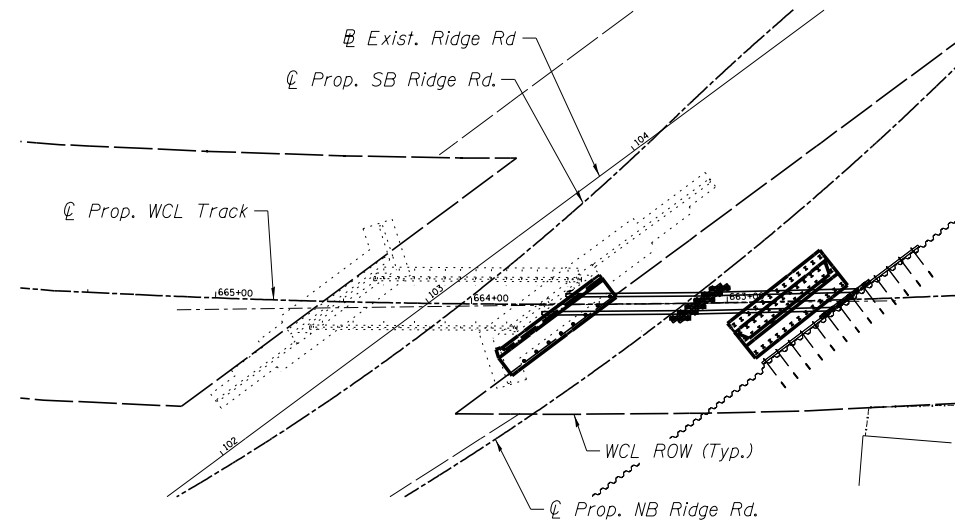 ℄ Exist. Ridge Rd
℄ Prop. SB Ridge Rd.
104
℄ Prop. WCL Track
665+00
103
664+00
663+00
102
WCL ROW (Typ.)
℄ Prop. NB Ridge Rd.